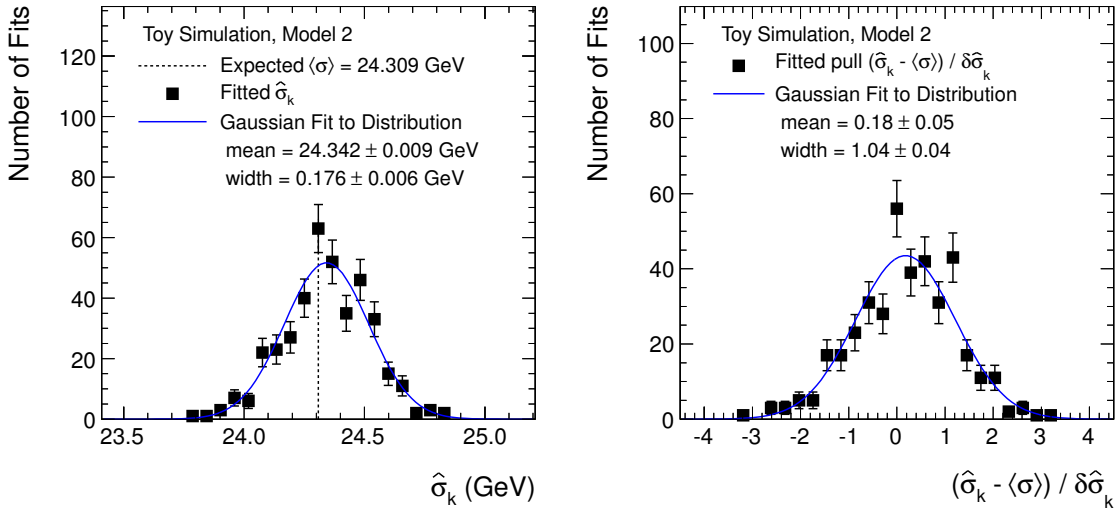 Number of Fits
120
100
80
60
40
20
0
Toy Simulation, Model 2
Expected ⟨σ⟩ = 24.309 GeV
Fitted σ̂k
Gaussian Fit to Distribution
mean = 24.342 ± 0.009 GeV
width = 0.176 ± 0.006 GeV
23.5 24.0 24.5 25.0
σ̂k (GeV)
Number of Fits
100
80
60
40
20
0
Toy Simulation, Model 2
Fitted pull (σ̂k - ⟨σ⟩) / δσ̂k
Gaussian Fit to Distribution
mean = 0.18 ± 0.05
width = 1.04 ± 0.04
-4 -3 -2 -1 0 1 2 3 4
(σ̂k - ⟨σ⟩) / δσ̂k